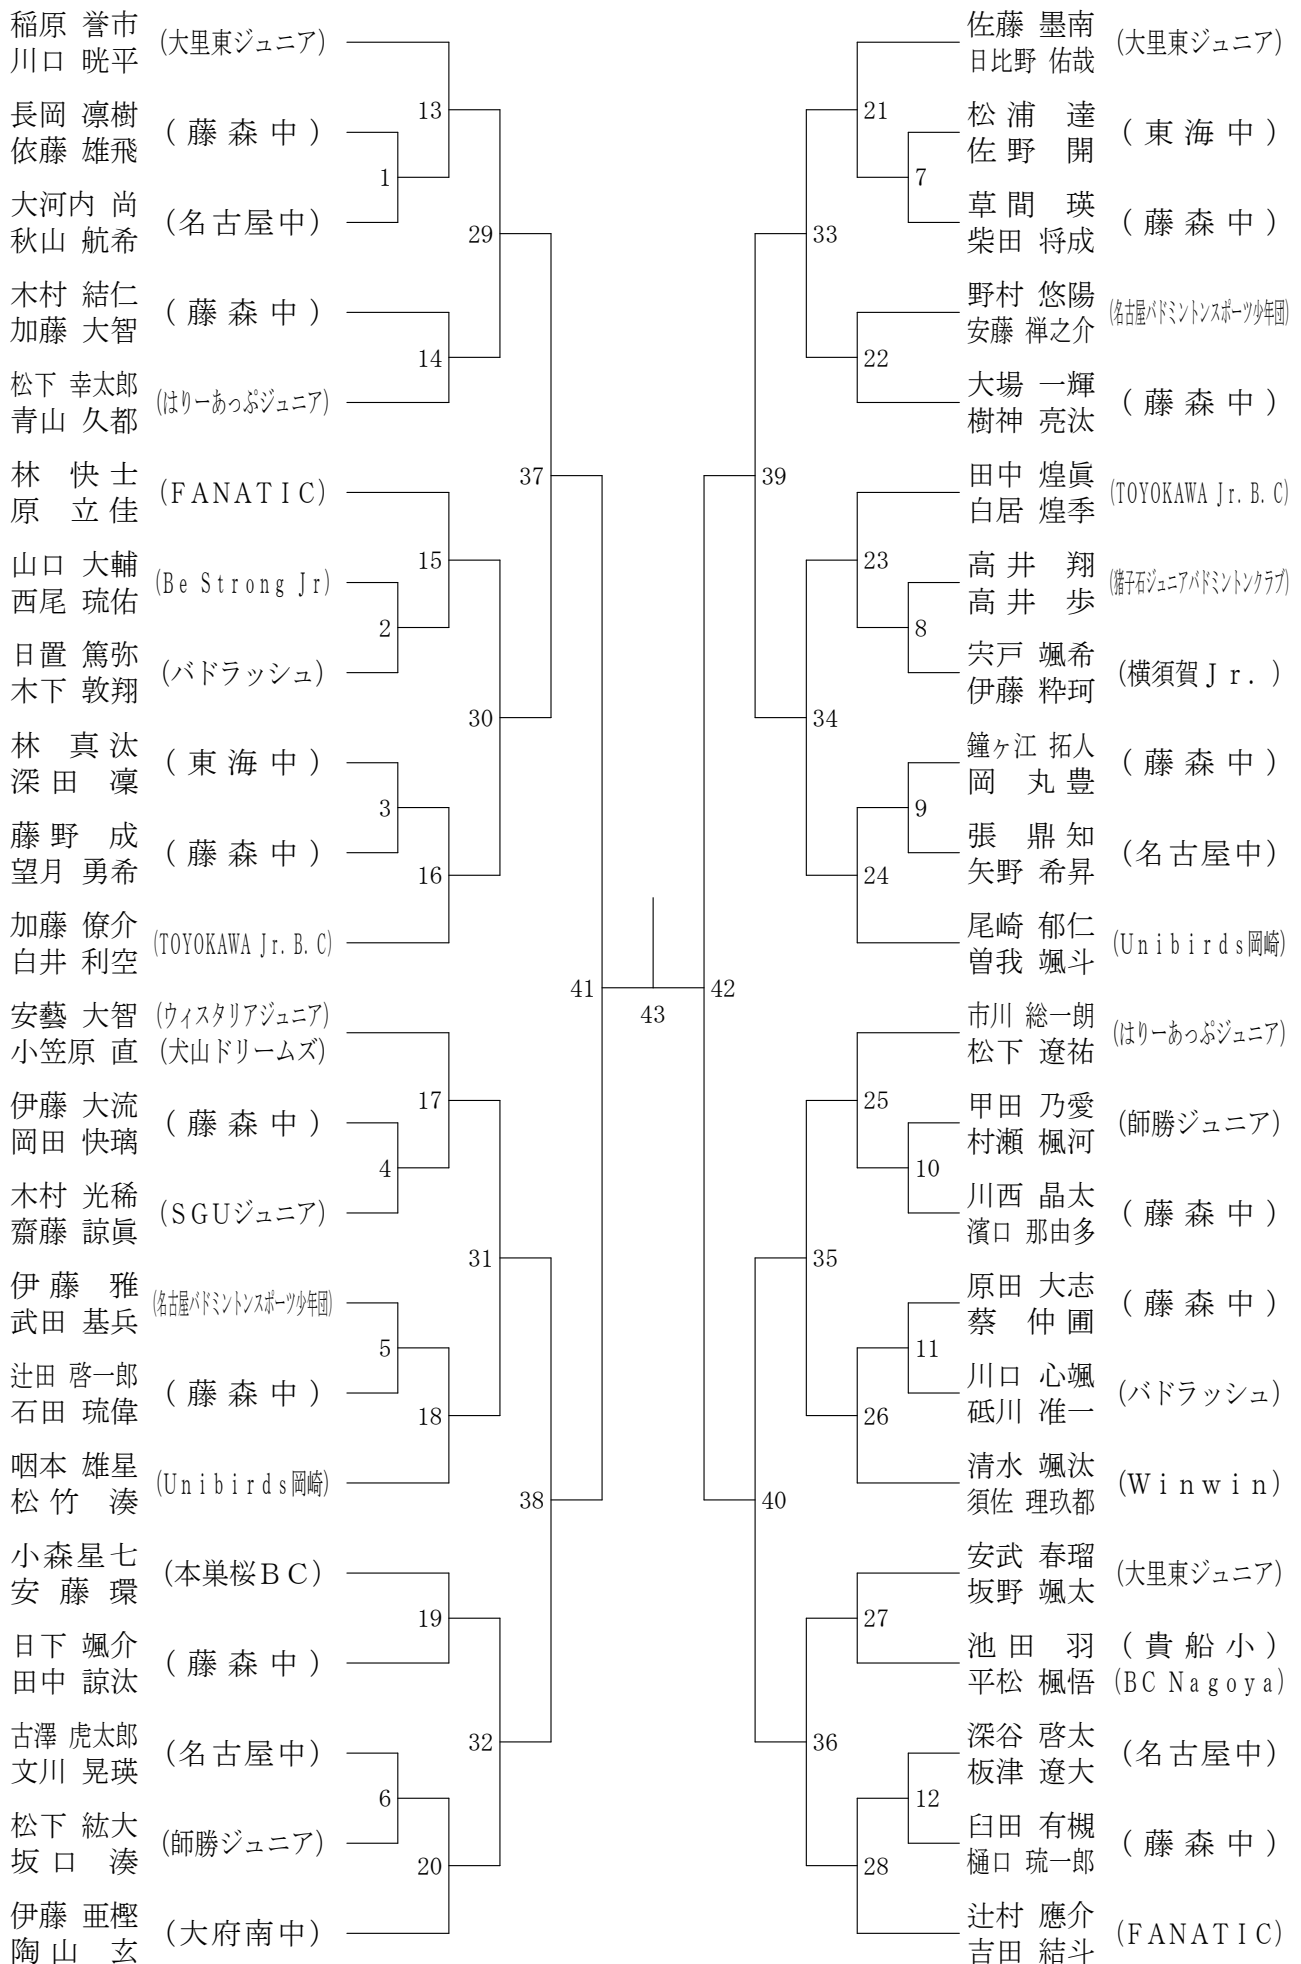 稲原 誉市
川口 晄平
(大里東ジュニア)
長岡 凛樹
依藤 雄飛
(藤森中)
大河内 尚
秋山 航希
(名古屋中)
木村 結仁
加藤 大智
(藤森中)
松下 幸太郎
青山 久都
(はりーあっぷジュニア)
林 快士
原 立佳
(FANATIC)
山口 大輔
西尾 琉佑
(Be Strong Jr)
日置 篤弥
木下 敦翔
(バドラッシュ)
林 真汰
深田 凜
(東海中)
藤野 成
望月 勇希
(藤森中)
加藤 僚介
白井 利空
(TOYOKAWA Jr.B.C)
安藝 大智 (ウィスタリアジュニア)
小笠原 直 (犬山ドリームズ)
伊藤 大流
岡田 快璃
(藤森中)
木村 光稀
齋藤 諒眞
(SGUジュニア)
伊藤 雅
武田 基兵
(名古屋バドミントンスポーツ少年団)
辻田 啓一郎
石田 琉偉
(藤森中)
咽本 雄星
松竹 湊
(Unibirds岡崎)
小森星七
安藤 環
(本巣桜BC)
日下 颯介
田中 諒汰
(藤森中)
古澤 虎太郎
文川 晃瑛
(名古屋中)
松下 紘大
坂口 湊
(師勝ジュニア)
伊藤 亜樫
陶山 玄
(大府南中)
13
1
29
14
37
15
2
30
3
16
41
17
4
31
5
18
38
19
32
6
20
43
佐藤 墨南
日比野 佑哉
(大里東ジュニア)
松浦 達
佐野 開
(東海中)
草間 瑛
柴田 将成
(藤森中)
野村 悠陽
安藤 禅之介
(名古屋バドミントンスポーツ少年団)
大場 一輝
樹神 亮汰
(藤森中)
田中 煌眞
白居 煌季
(TOYOKAWA Jr.B.C)
高井 翔
高井 歩
(猪子石ジュニアバドミントンクラブ)
宍戸 颯希
伊藤 粋珂
(横須賀Jr.)
鐘ヶ江 拓人
岡 丸豊
(藤森中)
張 鼎知
矢野 希昇
(名古屋中)
尾崎 郁仁
曽我 颯斗
(Unibirds岡崎)
市川 総一朗
松下 遼祐
(はりーあっぷジュニア)
甲田 乃愛
村瀬 楓河
(師勝ジュニア)
川西 晶太
濱口 那由多
(藤森中)
原田 大志
蔡 仲圃
(藤森中)
川口 心颯
砥川 准一
(バドラッシュ)
清水 颯汰
須佐 理玖都
(Winwin)
安武 春瑠
坂野 颯太
(大里東ジュニア)
池田 羽 (貴船小)
平松 楓悟 (BC Nagoya)
深谷 啓太
板津 遼大
(名古屋中)
臼田 有槻
樋口 琉一郎
(藤森中)
辻村 應介
吉田 結斗
(FANATIC)
21
7
33
22
39
23
8
34
9
24
42
25
10
35
11
26
40
27
36
12
28